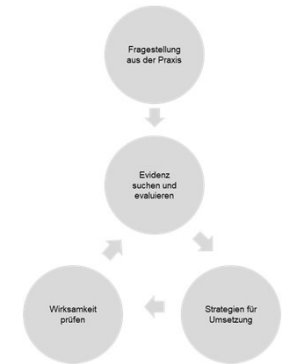 Fragestellung
aus der Praxis
Evidenz
suchen und
evaluieren
Wirksamkeit
prüfen
Strategien für
Umsetzung